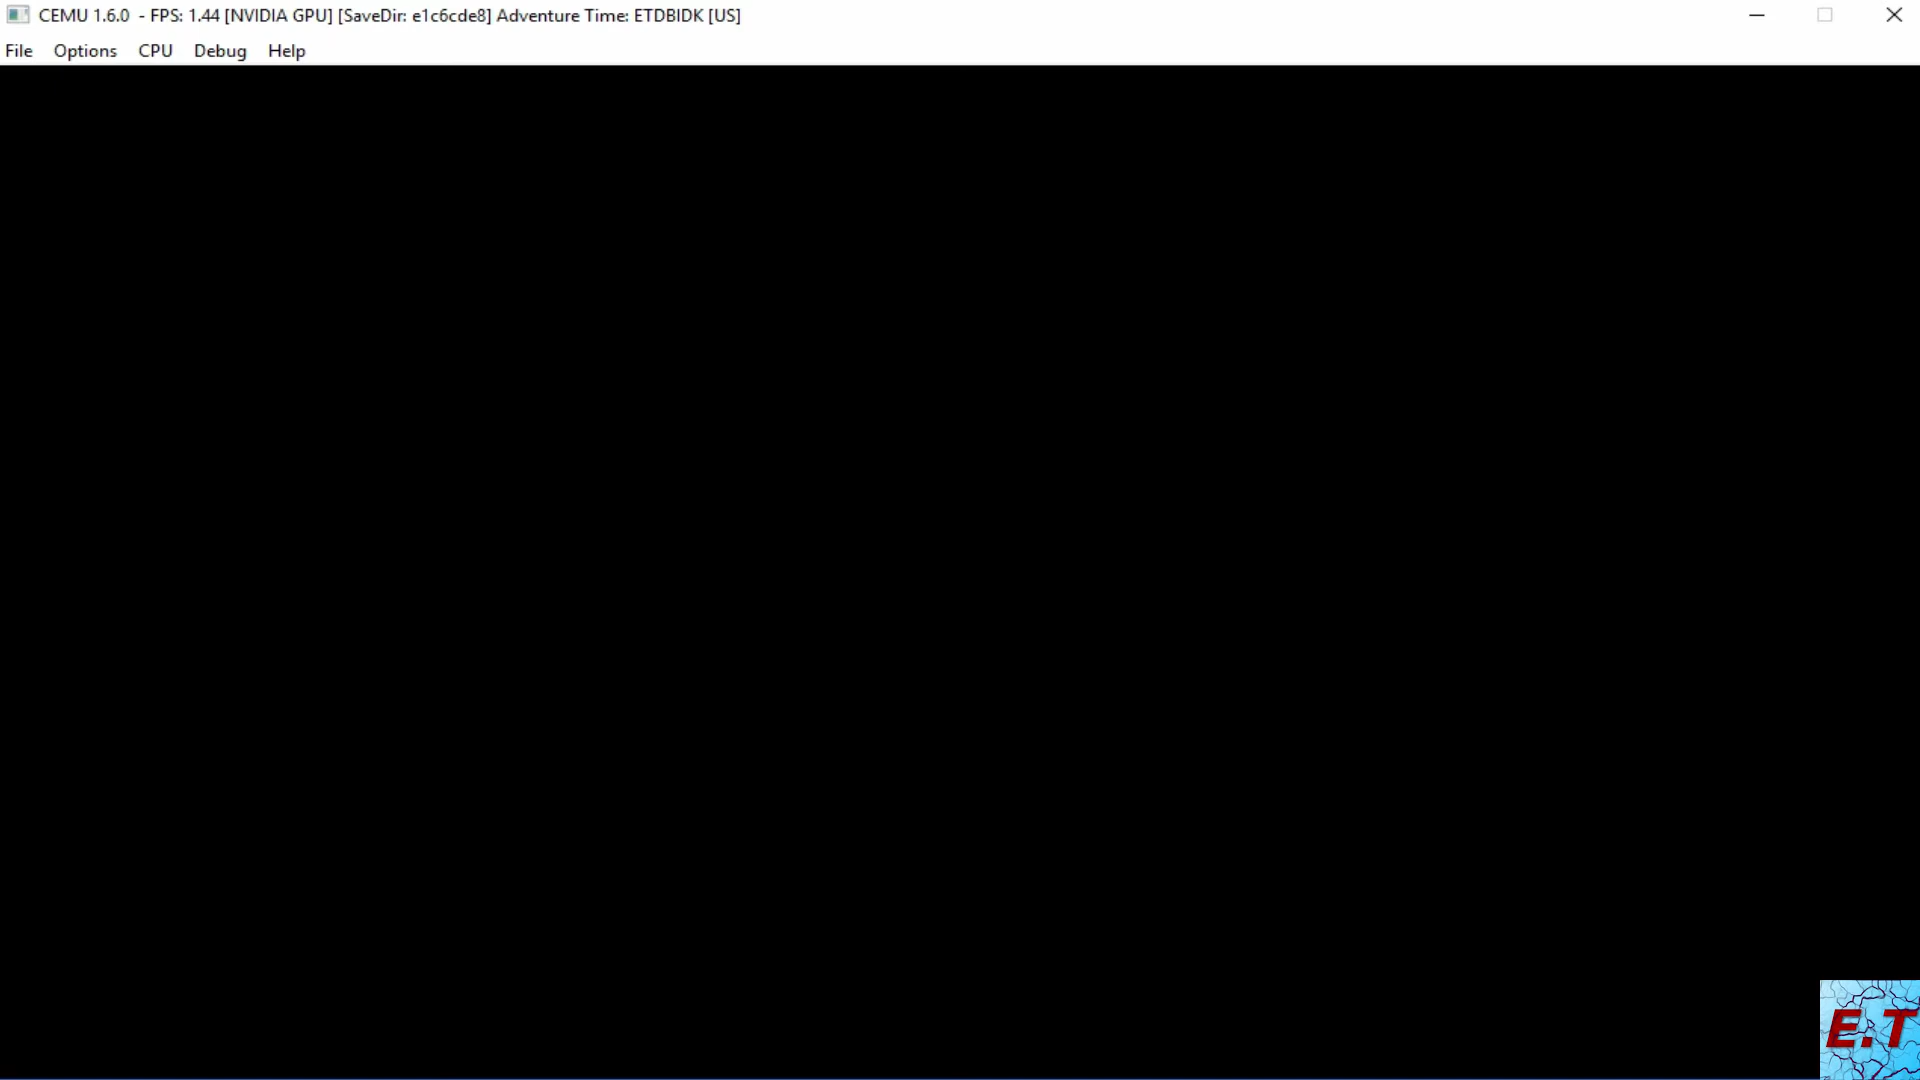 CEMU 1.6.0 - FPS: 1.44 [NVIDIA GPU] [SaveDir: e1c6cde8] Adventure Time: ETDBIDK [US]
File Options CPU Debug Help
E.T